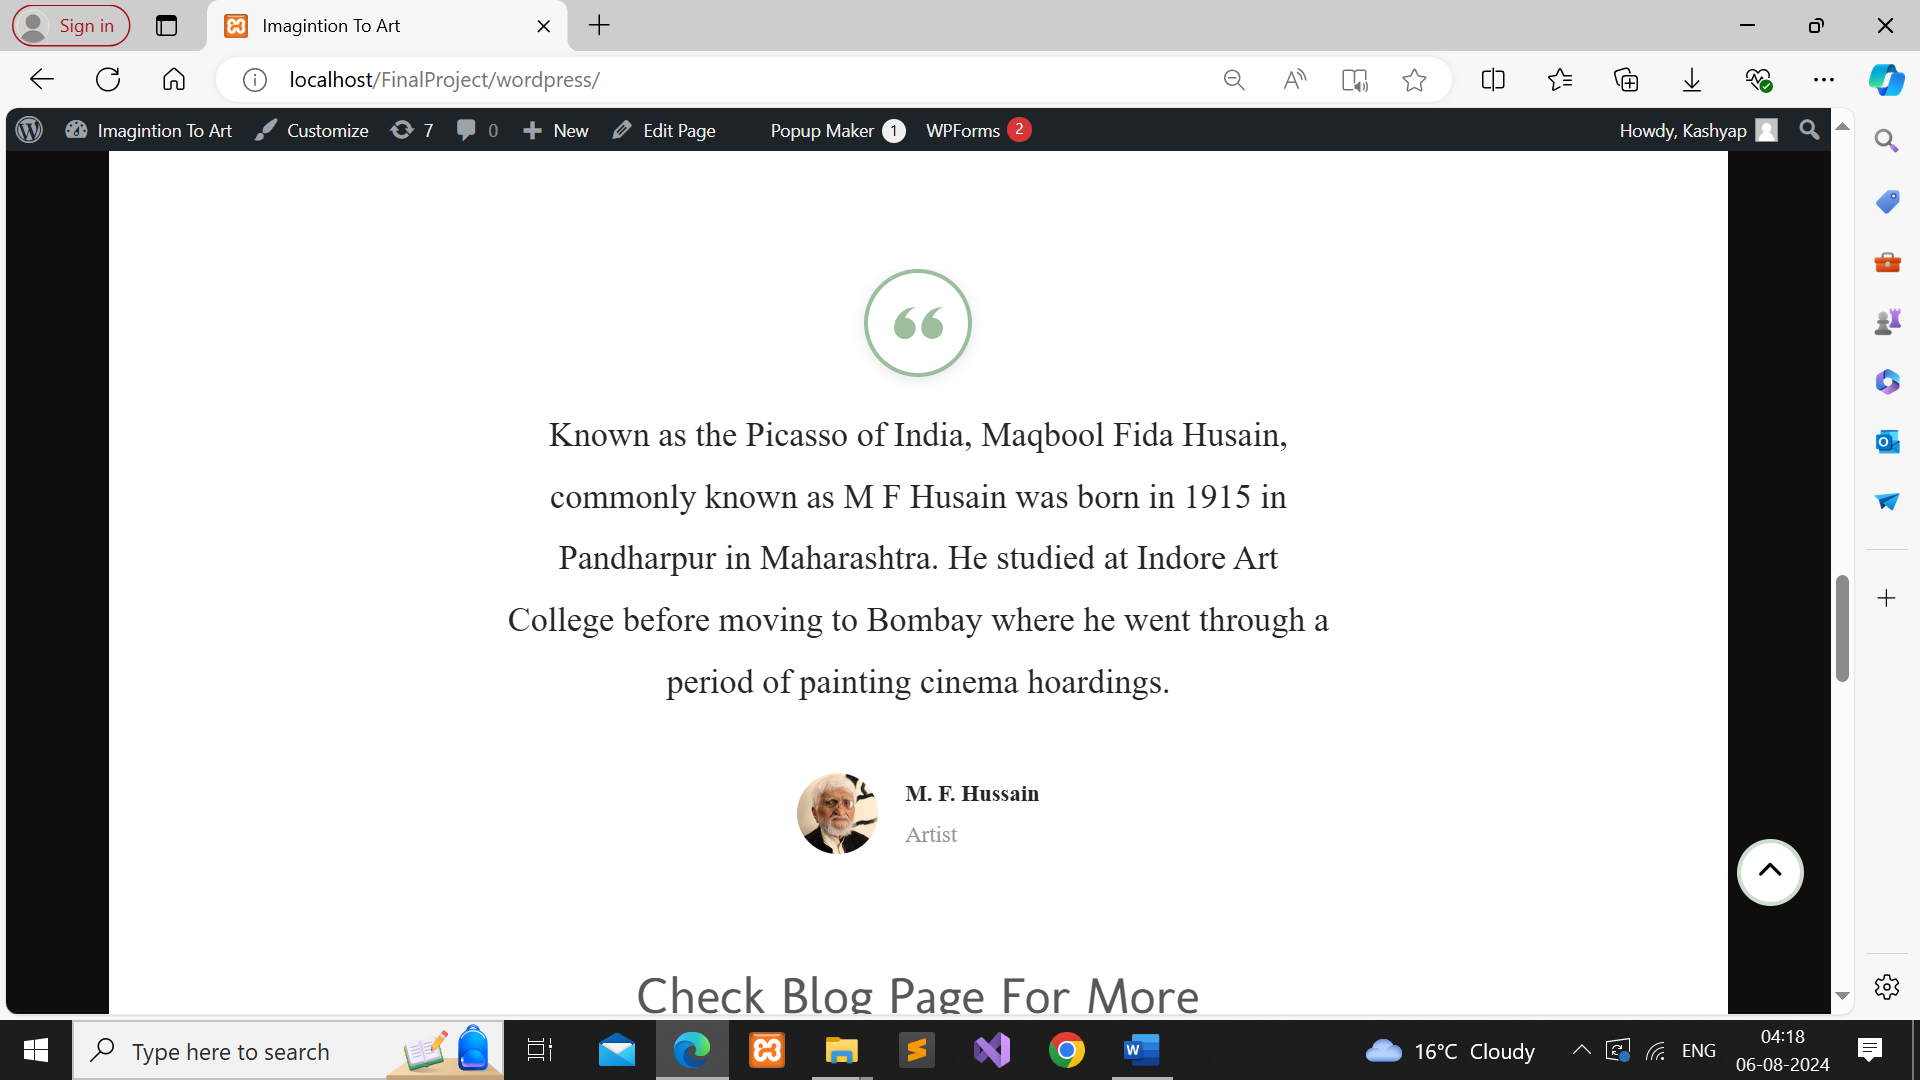 Sign in
Imagintion To Art
localhost/FinalProject/wordpress/
Imagintion To Art Customize 7 0 New Edit Page Popup Maker 1 WPForms 2 Howdy, Kashyap
Known as the Picasso of India, Maqbool Fida Husain,
commonly known as M F Husain was born in 1915 in
Pandharpur in Maharashtra. He studied at Indore Art
College before moving to Bombay where he went through a
period of painting cinema hoardings.
M. F. Hussain
Artist
Check Blog Page For More
Type here to search
16°C Cloudy
ENG
04:18
06-08-2024